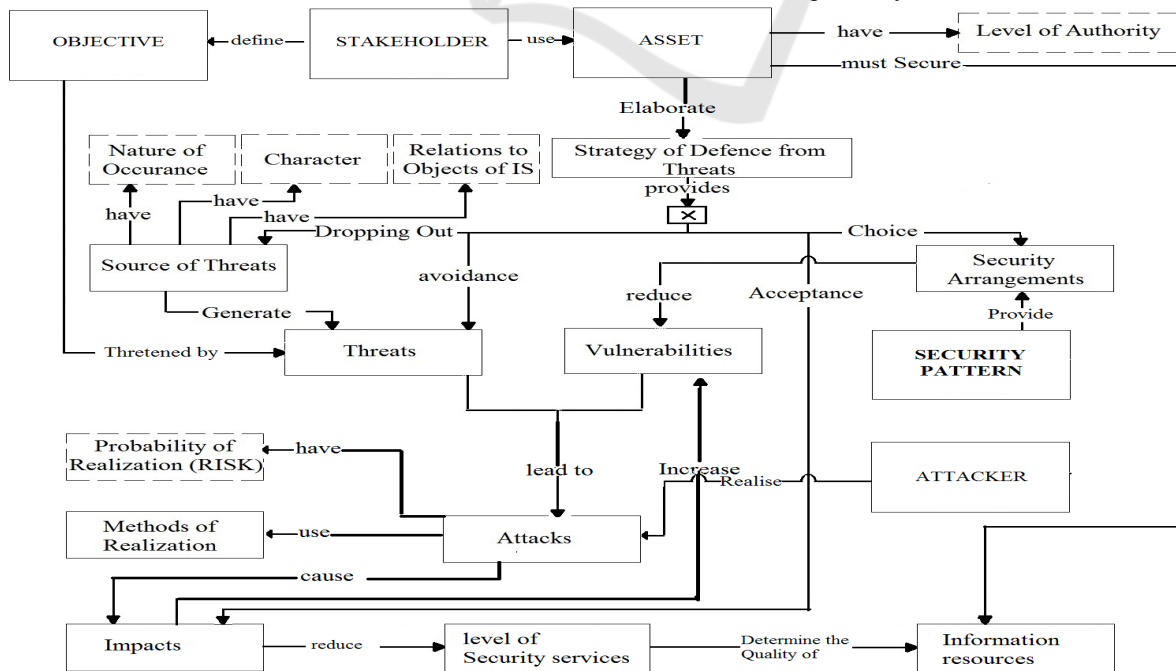 OBJECTIVE
define
STAKEHOLDER
use
ASSET
have
Level of Authority
must Secure
Elaborate
Nature of
Occurance
Character
Relations to
Objects of IS
Strategy of Defence from
Threats
provides
X
have
have
have
Dropping Out
Choice
Source of Threats
avoidance
Security
Arrangements
reduce
Acceptance
Generate
Provide
Thretened by
Threats
Vulnerabilities
SECURITY
PATTERN
Probability of
Realization (RISK)
have
lead to
Increase
Realise
ATTACKER
Methods of
Realization
use
Attacks
cause
Impacts
reduce
level of
Security services
Determine the
Quality of
Information
resources